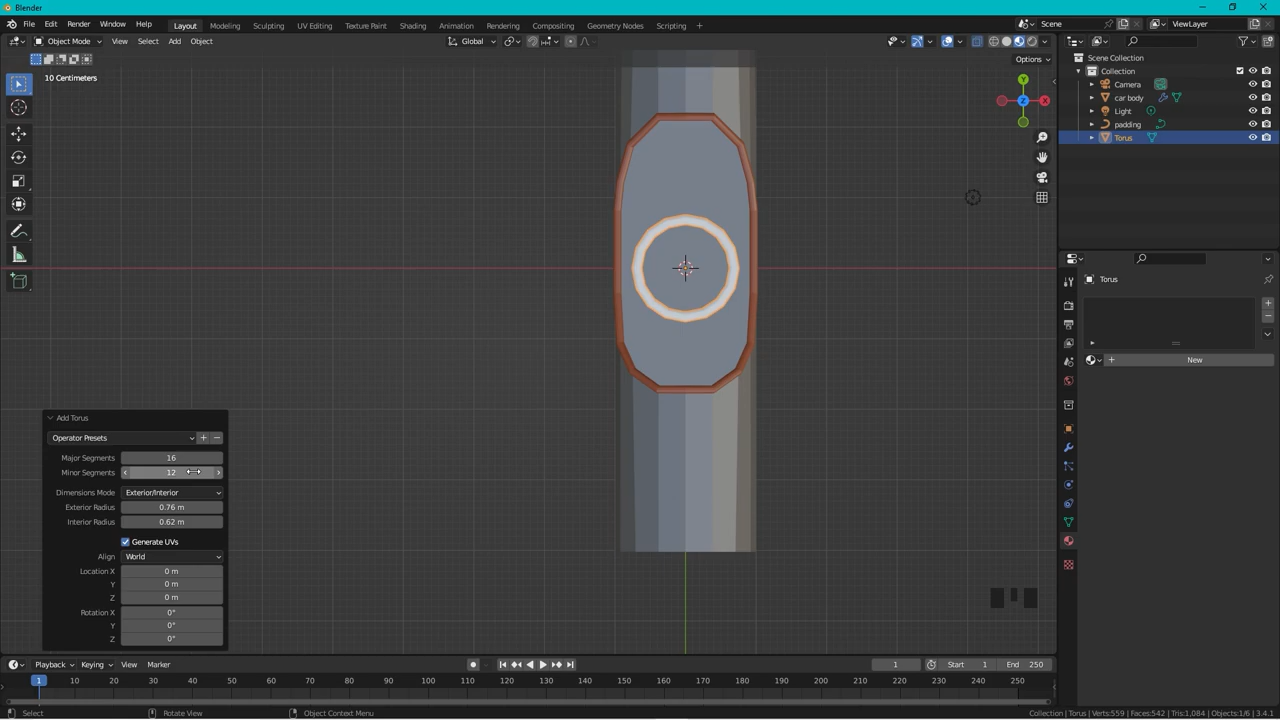 Blender
File Edit Render Window Help Layout Modeling Sculpting UV Editing Texture Paint Shading Animation Rendering Compositing Geometry Nodes Scripting + Scene ViewLayer
Object Mode View Select Add Object Global
Options
10 Centimeters
Y
Z
X
Scene Collection
Collection
Camera
car body
Light
padding
Torus
Torus
New
Add Torus
Operator Presets
Major Segments 16
Minor Segments 12
Dimensions Mode Exterior/Interior
Exterior Radius 0.76 m
Interior Radius 0.62 m
Generate UVs
Align World
Location X 0 m
Y 0 m
Z 0 m
Rotation X 0°
Y 0°
Z 0°
Playback Keying View Marker 1 Start 1 End 250
1 10 20 30 40 50 60 70 80 90 100 110 120 130 140 150 160 170 180 190 200 210 220 230 240 250
Select Rotate View Object Context Menu Collection | Torus | Verts:559 | Faces:542 | Tris:1,084 | Objects:1/6 | 3.4.1